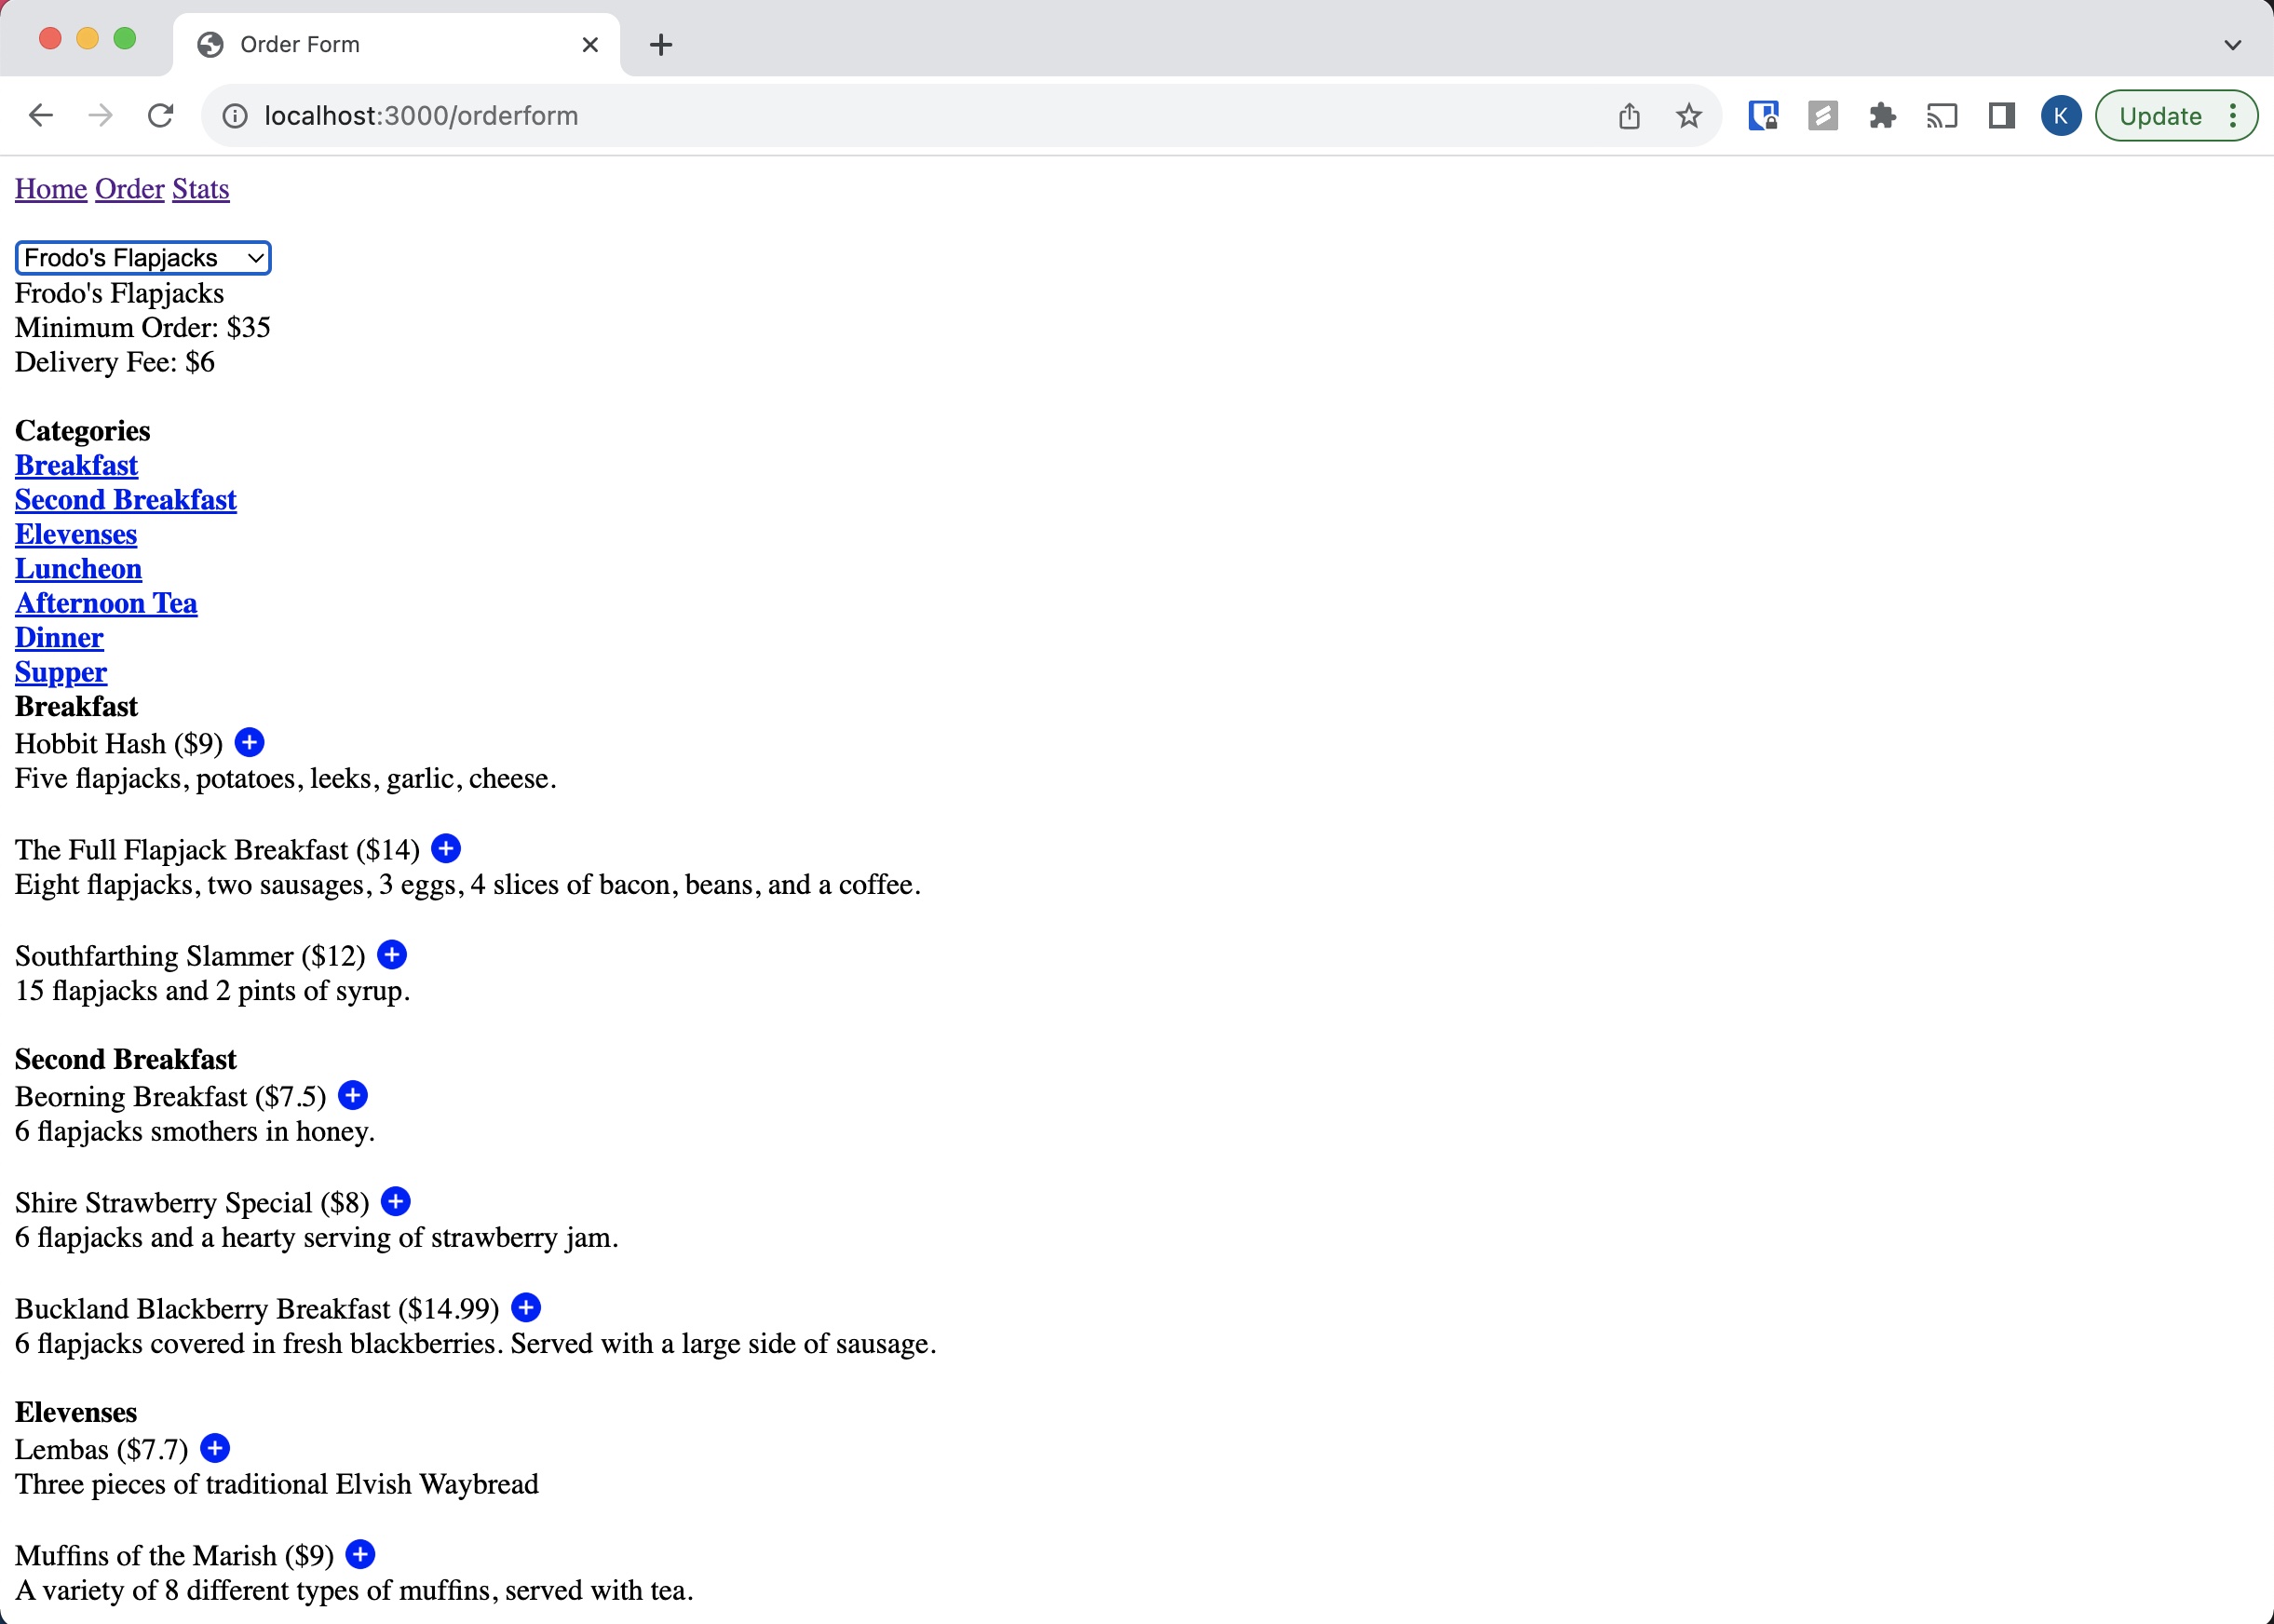 Order Form
localhost:3000/orderform
K
Update
Home Order Stats
Frodo's Flapjacks
Frodo's Flapjacks
Minimum Order: $35
Delivery Fee: $6
Categories
Breakfast
Second Breakfast
Elevenses
Luncheon
Afternoon Tea
Dinner
Supper
Breakfast
Hobbit Hash ($9)
Five flapjacks, potatoes, leeks, garlic, cheese.
The Full Flapjack Breakfast ($14)
Eight flapjacks, two sausages, 3 eggs, 4 slices of bacon, beans, and a coffee.
Southfarthing Slammer ($12)
15 flapjacks and 2 pints of syrup.
Second Breakfast
Beorning Breakfast ($7.5)
6 flapjacks smothers in honey.
Shire Strawberry Special ($8)
6 flapjacks and a hearty serving of strawberry jam.
Buckland Blackberry Breakfast ($14.99)
6 flapjacks covered in fresh blackberries. Served with a large side of sausage.
Elevenses
Lembas ($7.7)
Three pieces of traditional Elvish Waybread
Muffins of the Marish ($9)
A variety of 8 different types of muffins, served with tea.